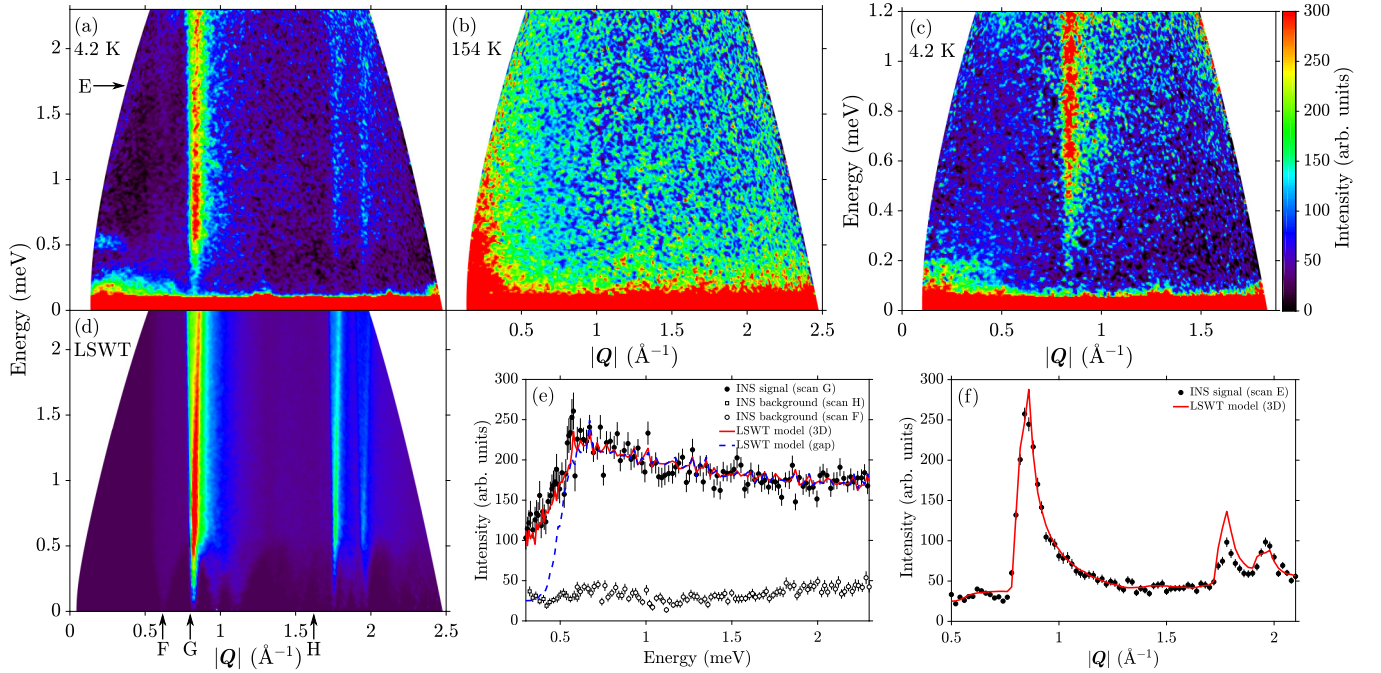 (a)
4.2 K
E
2
1.5
1
0.5
0
Energy (meV)
(b)
154 K
0.5
1
1.5
2
2.5
|Q| (Å⁻¹)
(c)
4.2 K
1.2
1
0.8
0.6
0.4
0.2
0
Energy (meV)
0
0.5
1
1.5
|Q| (Å⁻¹)
300
250
200
150
100
50
0
Intensity (arb. units)
(d)
LSWT
2
1.5
1
0.5
0
0
0.5
1
1.5
2
2.5
F
G
H
|Q| (Å⁻¹)
(e)
INS signal (scan G)
INS background (scan H)
INS background (scan F)
LSWT model (3D)
LSWT model (gap)
300
250
200
150
100
50
0
Intensity (arb. units)
0.5
1
1.5
2
Energy (meV)
(f)
INS signal (scan E)
LSWT model (3D)
300
250
200
150
100
50
0
Intensity (arb. units)
0.5
1
1.5
2
|Q| (Å⁻¹)